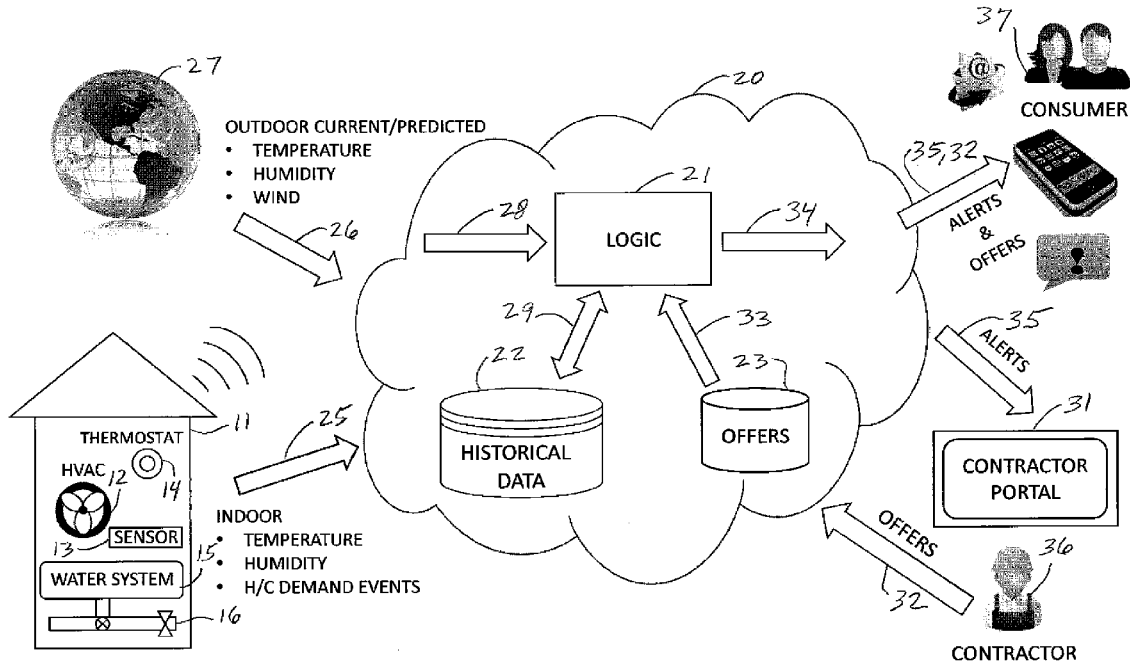 37
27
@
20
CONSUMER
OUTDOOR CURRENT/PREDICTED
• TEMPERATURE
• HUMIDITY
• WIND
35,32
21
ALERTS
&
OFFERS
28
LOGIC
34
26
!
29
33
35
ALERTS
22
23
11
25
31
THERMOSTAT
HVAC
12
14
HISTORICAL
DATA
OFFERS
CONTRACTOR
PORTAL
13
SENSOR
INDOOR
• TEMPERATURE
• HUMIDITY
• H/C DEMAND EVENTS
OFFERS
15
WATER SYSTEM
36
32
16
CONTRACTOR